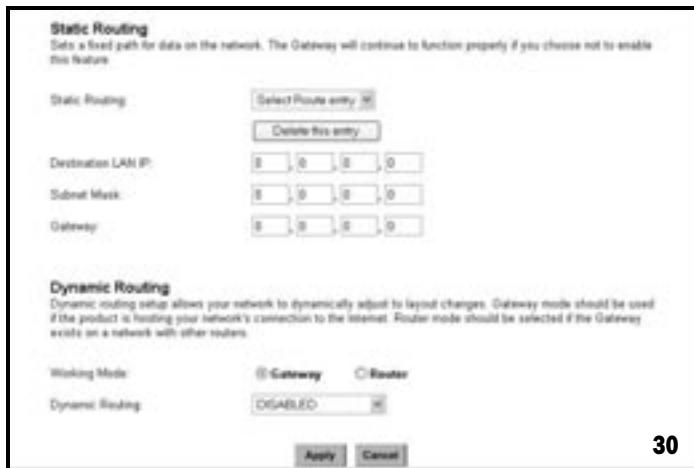 Static Routing
Sets a fixed path for data on the network. The Gateway will continue to function properly if you choose not to enable
this feature.
Static Routing: Select Route entry
Delete this entry
Destination LAN IP: 0 . 0 . 0 . 0
Subnet Mask: 0 . 0 . 0 . 0
Gateway: 0 . 0 . 0 . 0
Dynamic Routing
Dynamic routing setup allows your network to dynamically adjust to layout changes. Gateway mode should be used
if the product is hosting your network's connection to the Internet. Router mode should be selected if the Gateway
exists on a network with other routers.
Working Mode: Gateway Router
Dynamic Routing: DISABLED
Apply Cancel
30